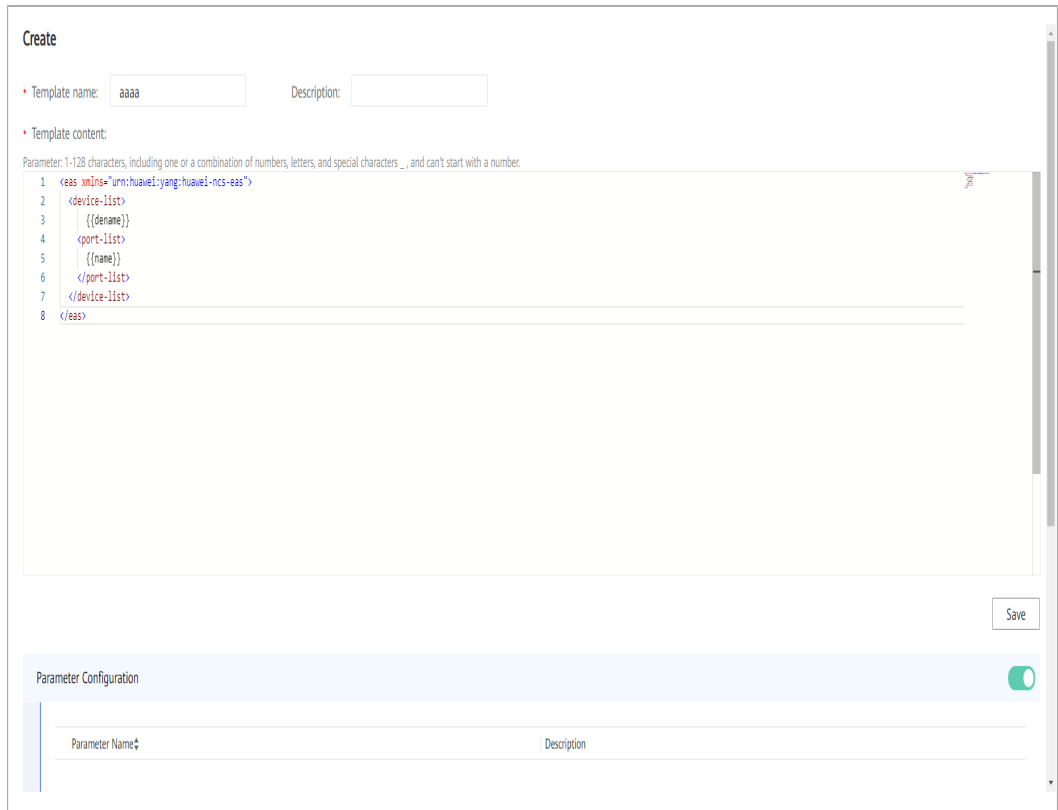 Create
* Template name: aaaa Description:
* Template content:
Parameter: 1-128 characters, including one or a combination of numbers, letters, and special characters _ , and can't start with a number.
1 <eas xmlns="urn:huawei:yang:huawei-ncs-eas">
2 <device-list>
3 {{dename}}
4 <port-list>
5 {{name}}
6 </port-list>
7 </device-list>
8 </eas>
Save
Parameter Configuration
Parameter Name Description